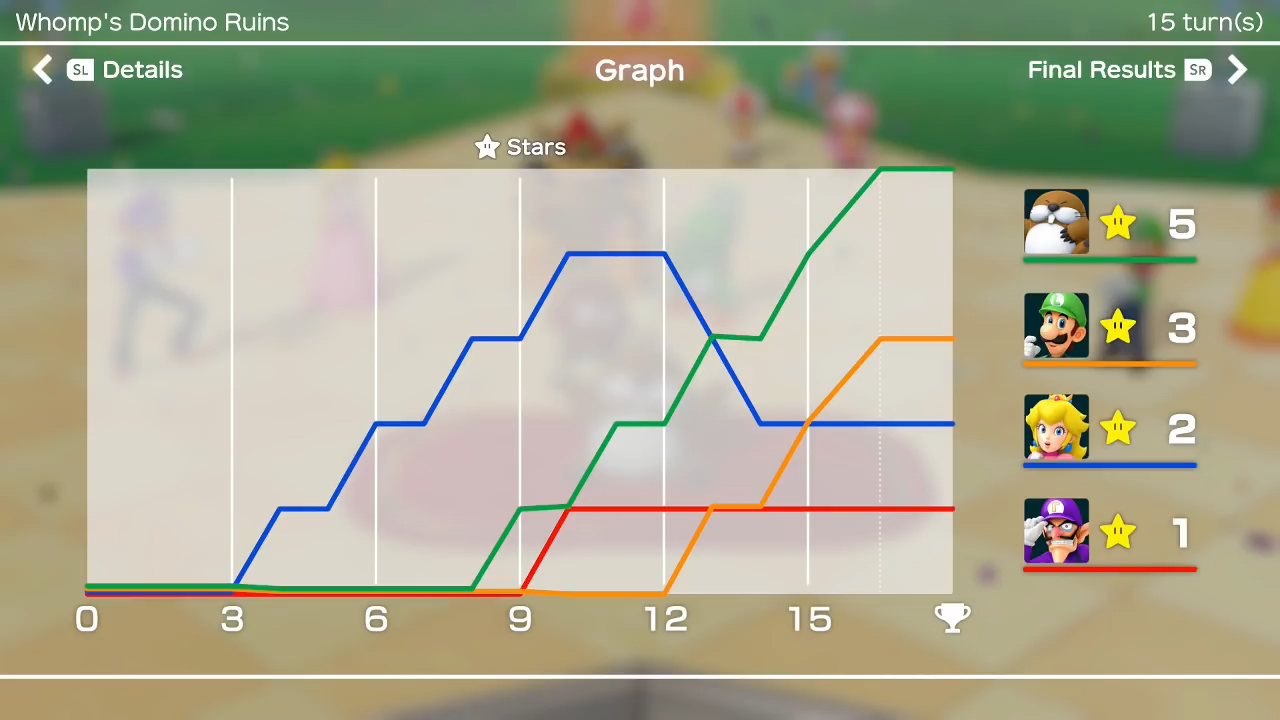 Whomp's Domino Ruins
15 turn(s)
SL Details
Graph
Final Results SR
Stars
5
3
2
1
0 3 6 9 12 15